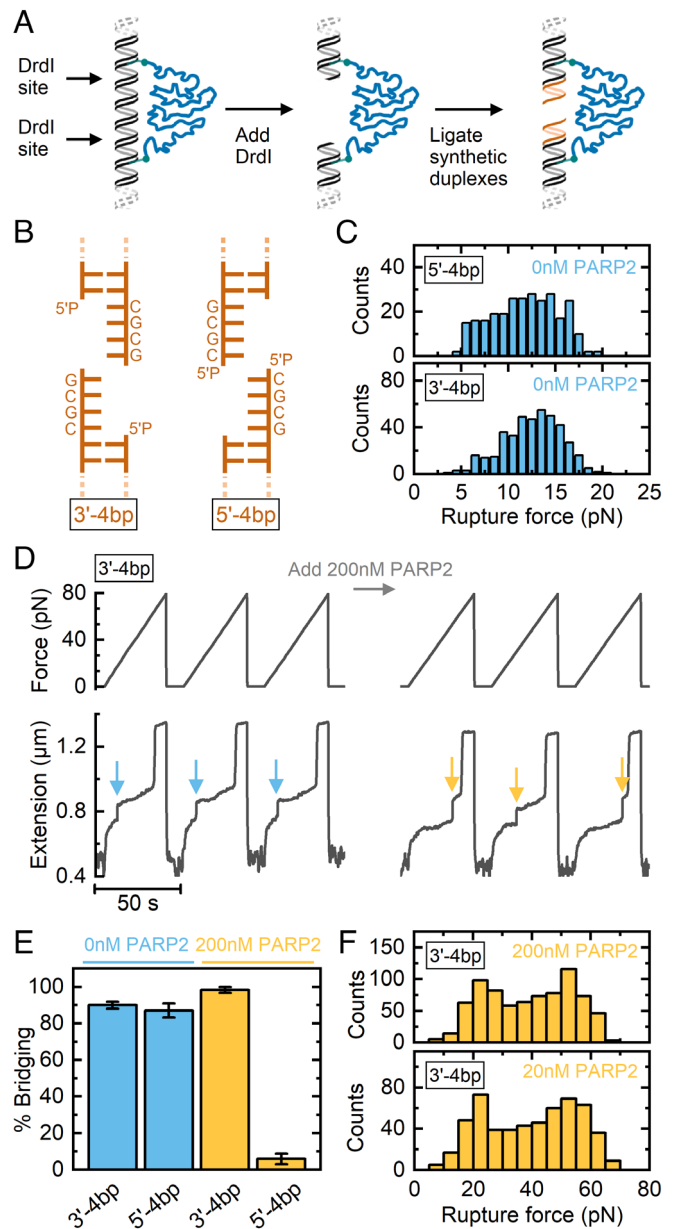 A
DrdI
site
DrdI
site
Add
DrdI
Ligate
synthetic
duplexes
B
5'P
C
G
C
G
G
C
G
C
5'P
3'-4bp
G
C
G
C
5'P
5'P
C
G
C
G
5'-4bp
C
5'-4bp
0nM PARP2
Counts
40
20
0
3'-4bp
0nM PARP2
Counts
80
40
0
0 5 10 15 20 25
Rupture force (pN)
D
3'-4bp
Add 200nM PARP2
Force (pN)
80
40
0
Extension (μm)
1.2
0.8
0.4
50 s
E
0nM PARP2
200nM PARP2
% Bridging
100
80
60
40
20
0
3'-4bp
5'-4bp
3'-4bp
5'-4bp
F
3'-4bp
200nM PARP2
Counts
150
100
50
0
3'-4bp
20nM PARP2
Counts
80
40
0
0 20 40 60 80
Rupture force (pN)